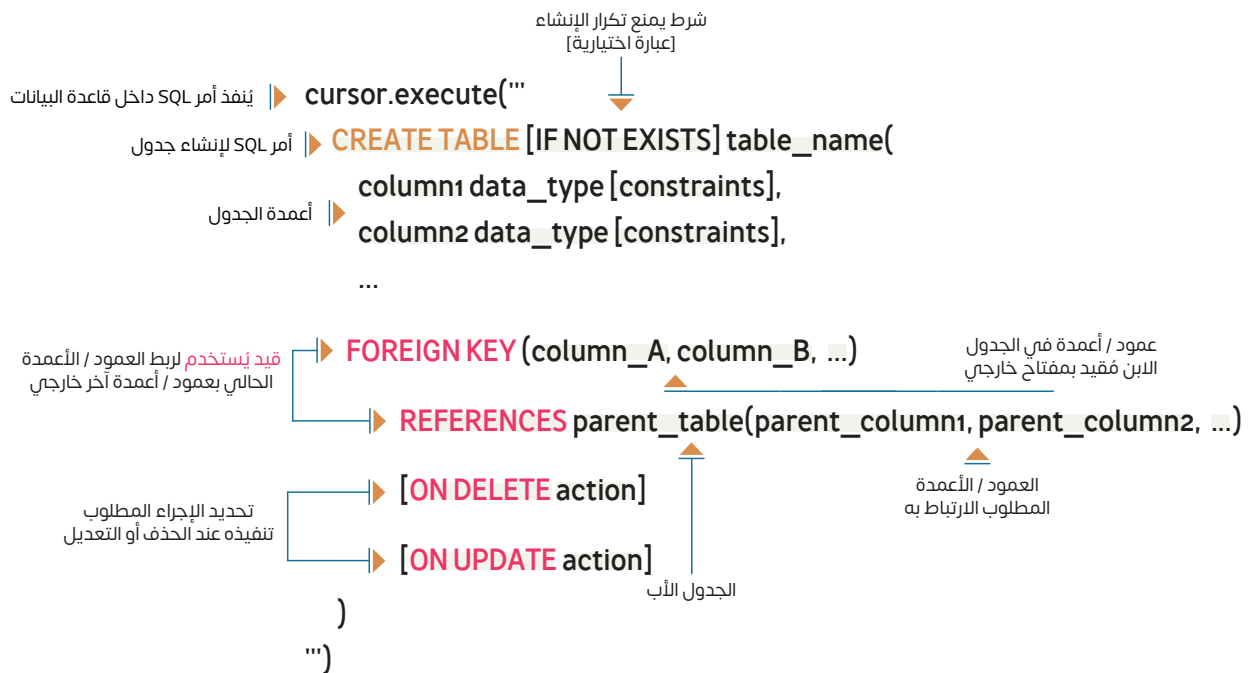 شرط يمنع تكرار الإنشاء
[عبارة اختيارية]
يُنفذ أمر SQL داخل قاعدة البيانات
cursor.execute('''
أمر SQL لإنشاء جدول
CREATE TABLE [IF NOT EXISTS] table_name(
أعمدة الجدول
column1 data_type [constraints],
column2 data_type [constraints],
...
قيد يُستخدم لربط العمود / الأعمدة
الحالي بعمود / أعمدة آخر خارجي
FOREIGN KEY (column_A, column_B, ...)
عمود / أعمدة في الجدول
الابن مُقيد بمفتاح خارجي
REFERENCES parent_table(parent_column1, parent_column2, ...)
العمود / الأعمدة
المطلوب الارتباط به
تحديد الإجراء المطلوب
تنفيذه عند الحذف أو التعديل
[ON DELETE action]
[ON UPDATE action]
الجدول الأب
)
''')